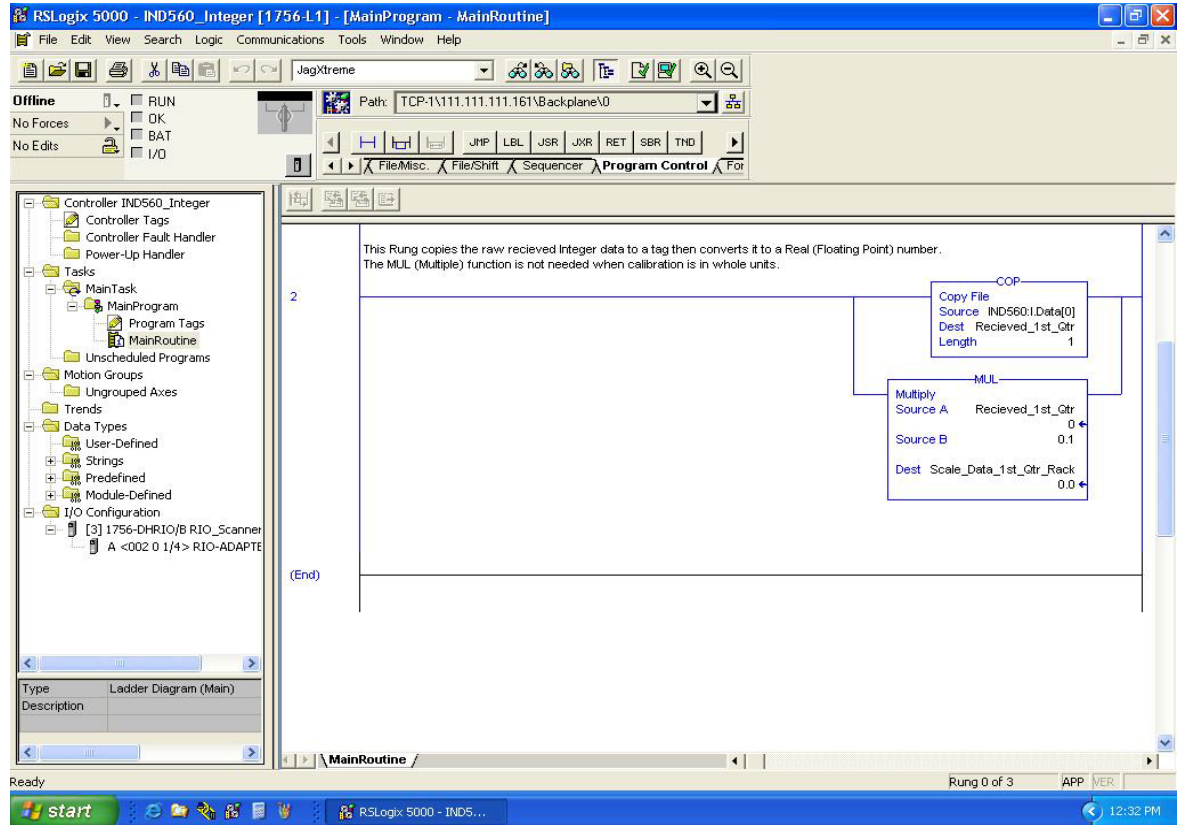 RSLogix 5000 - IND560_Integer [1756-L1] - [MainProgram - MainRoutine]
File Edit View Search Logic Communications Tools Window Help
JagXtreme
Offline
RUN
No Forces
OK
No Edits
BAT
I/O
Path: TCP-1\111.111.111.161\Backplane\0
JMP LBL JSR JXR RET SBR TND
File/Misc. File/Shift Sequencer Program Control For
Controller IND560_Integer
Controller Tags
Controller Fault Handler
Power-Up Handler
Tasks
MainTask
MainProgram
Program Tags
MainRoutine
Unscheduled Programs
Motion Groups
Ungrouped Axes
Trends
Data Types
User-Defined
Strings
Predefined
Module-Defined
I/O Configuration
[3] 1756-DHRIO/B RIO_Scanner
A <002 0 1/4> RIO-ADAPTE
Type Ladder Diagram (Main)
Description
This Rung copies the raw recieved Integer data to a tag then converts it to a Real (Floating Point) number.
The MUL (Multiple) function is not needed when calibration is in whole units.
2
COP
Copy File
Source IND560:I.Data[0]
Dest Recieved_1st_Qtr
Length 1
MUL
Multiply
Source A Recieved_1st_Qtr
0
Source B 0.1
Dest Scale_Data_1st_Qtr_Rack
0.0
(End)
MainRoutine
Ready
Rung 0 of 3 APP VER
start
RSLogix 5000 - IND5...
12:32 PM